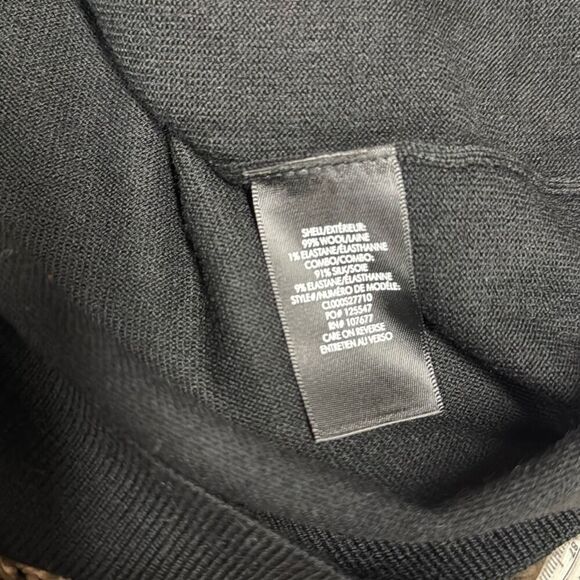 SHELL/EXTÉRIEUR:
99% WOOL/LAINE
1% ELASTANE/ÉLASTHANNE
COMBO/COMBO:
91% SILK/SOIE
9% ELASTANE/ÉLASTHANNE
STYLE#/NUMÉRO DE MODÈLE:
CL000527710
PO# 125547
RN# 107677
CARE ON REVERSE
ENTRETIEN AU VERSO